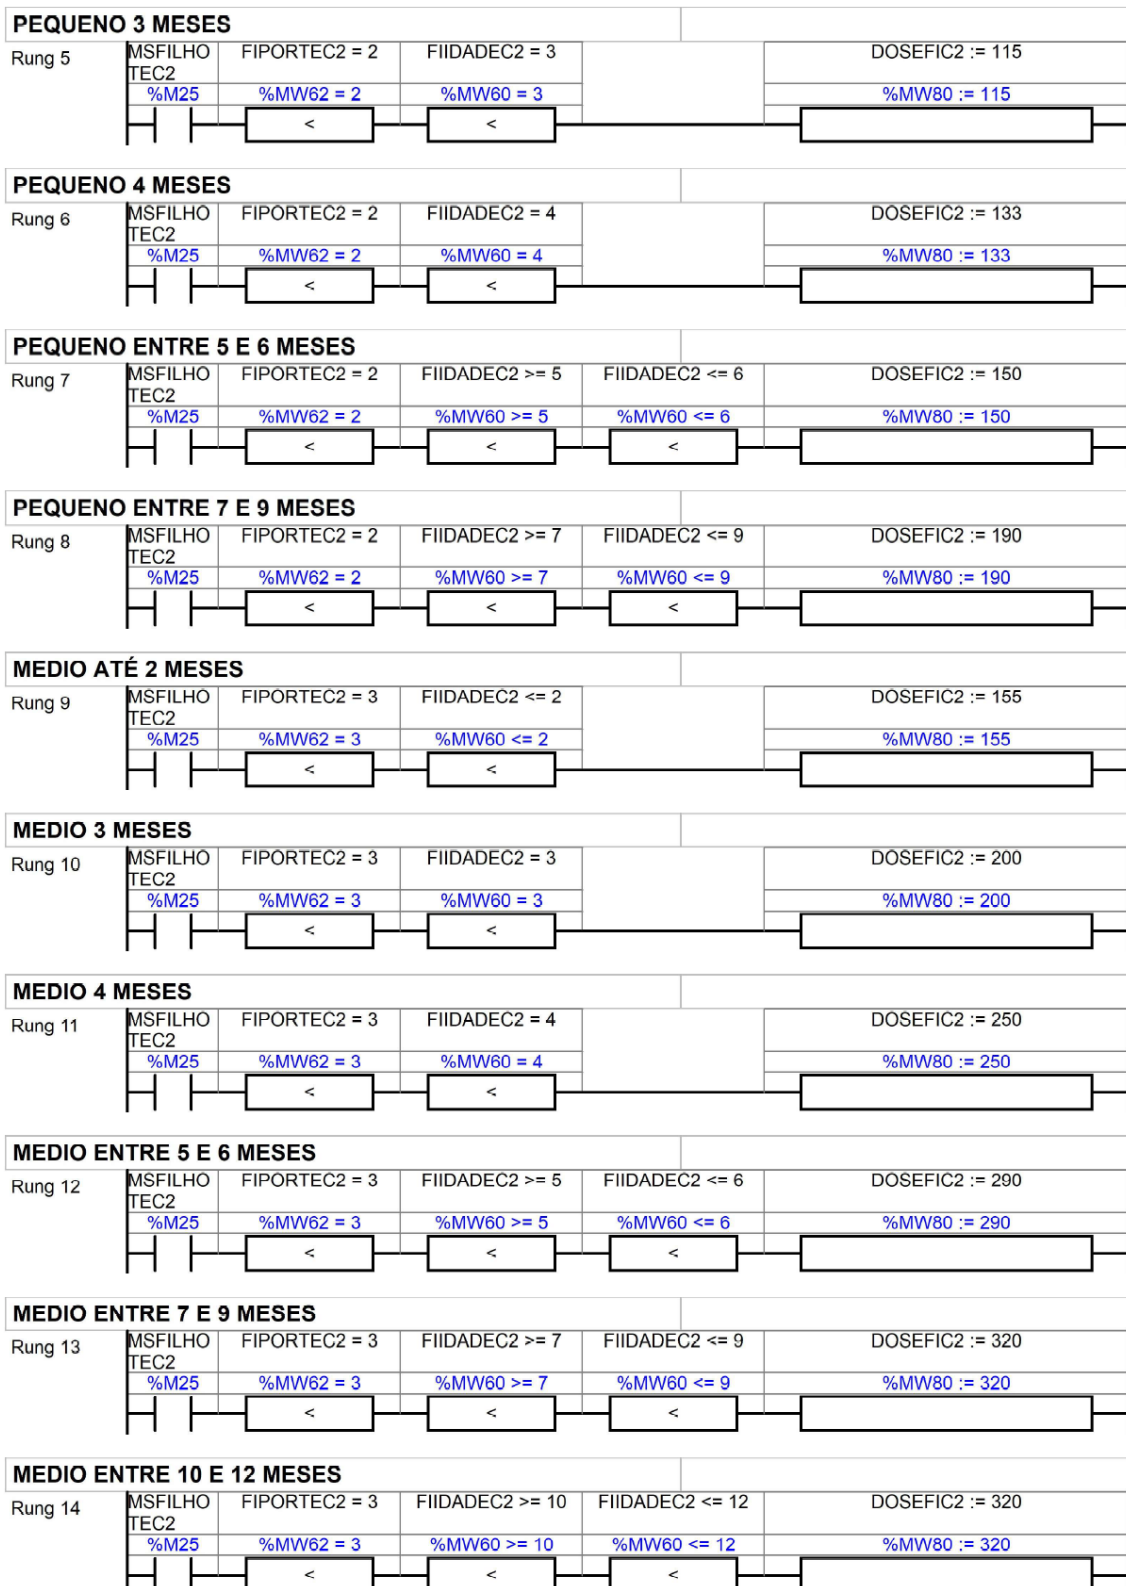 PEQUENO 3 MESES
Rung 5
MSFILHO FIPORTEC2 = 2 FIIDADEC2 = 3 DOSEFIC2 := 115
TEC2
%M25 %MW62 = 2 %MW60 = 3 %MW80 := 115
< <
PEQUENO 4 MESES
Rung 6
MSFILHO FIPORTEC2 = 2 FIIDADEC2 = 4 DOSEFIC2 := 133
TEC2
%M25 %MW62 = 2 %MW60 = 4 %MW80 := 133
< <
PEQUENO ENTRE 5 E 6 MESES
Rung 7
MSFILHO FIPORTEC2 = 2 FIIDADEC2 >= 5 FIIDADEC2 <= 6 DOSEFIC2 := 150
TEC2
%M25 %MW62 = 2 %MW60 >= 5 %MW60 <= 6 %MW80 := 150
< < <
PEQUENO ENTRE 7 E 9 MESES
Rung 8
MSFILHO FIPORTEC2 = 2 FIIDADEC2 >= 7 FIIDADEC2 <= 9 DOSEFIC2 := 190
TEC2
%M25 %MW62 = 2 %MW60 >= 7 %MW60 <= 9 %MW80 := 190
< < <
MEDIO ATÉ 2 MESES
Rung 9
MSFILHO FIPORTEC2 = 3 FIIDADEC2 <= 2 DOSEFIC2 := 155
TEC2
%M25 %MW62 = 3 %MW60 <= 2 %MW80 := 155
< <
MEDIO 3 MESES
Rung 10
MSFILHO FIPORTEC2 = 3 FIIDADEC2 = 3 DOSEFIC2 := 200
TEC2
%M25 %MW62 = 3 %MW60 = 3 %MW80 := 200
< <
MEDIO 4 MESES
Rung 11
MSFILHO FIPORTEC2 = 3 FIIDADEC2 = 4 DOSEFIC2 := 250
TEC2
%M25 %MW62 = 3 %MW60 = 4 %MW80 := 250
< <
MEDIO ENTRE 5 E 6 MESES
Rung 12
MSFILHO FIPORTEC2 = 3 FIIDADEC2 >= 5 FIIDADEC2 <= 6 DOSEFIC2 := 290
TEC2
%M25 %MW62 = 3 %MW60 >= 5 %MW60 <= 6 %MW80 := 290
< < <
MEDIO ENTRE 7 E 9 MESES
Rung 13
MSFILHO FIPORTEC2 = 3 FIIDADEC2 >= 7 FIIDADEC2 <= 9 DOSEFIC2 := 320
TEC2
%M25 %MW62 = 3 %MW60 >= 7 %MW60 <= 9 %MW80 := 320
< < <
MEDIO ENTRE 10 E 12 MESES
Rung 14
MSFILHO FIPORTEC2 = 3 FIIDADEC2 >= 10 FIIDADEC2 <= 12 DOSEFIC2 := 320
TEC2
%M25 %MW62 = 3 %MW60 >= 10 %MW60 <= 12 %MW80 := 320
< < <